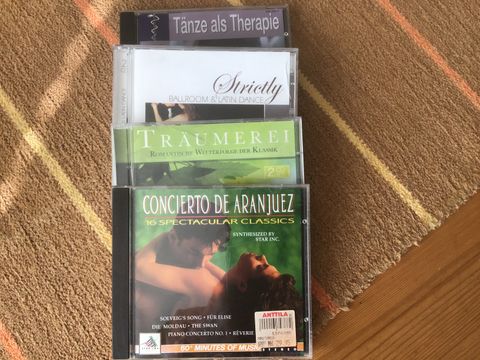 Tänze als Therapie
Strictly
BALLROOM & LATIN DANCE
TRÄUMEREI
ROMANTISCHE WELTERFOLGE DER KLASSIK
CONCIERTO DE ARANJUEZ
16 SPECTACULAR CLASSICS
SYNTHESIZED BY
STAR INC.
SOLVEIG'S SONG • FÜR ELISE
DIE MOLDAU • THE SWAN
PIANO CONCERTO NO. 1 • RÊVERIE
ANTTILA
60 MINUTES OF MUSIC